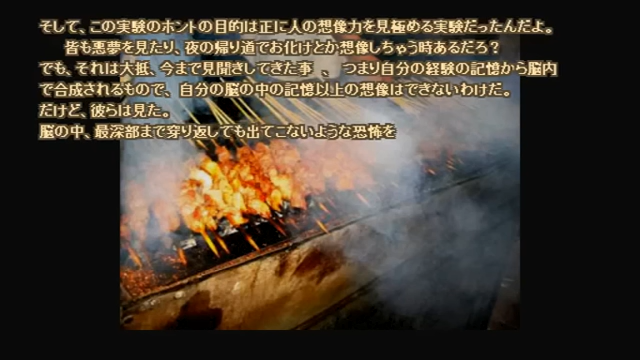 そして、この実験のホントの目的は正に人の想像力を見極める実験だったんだよ。
皆も悪夢を見たり、夜の帰り道でお化けとか想像しちゃう時あるだろ？
でも、それは大抵、今まで見聞きしてきた事　、　つまり自分の経験の記憶から脳内
で合成されるもので、 自分の脳の中の記憶以上の想像はできないわけだ。
だけど、彼らは見た。
脳の中、最深部まで穿り返しても出てこないような恐怖を